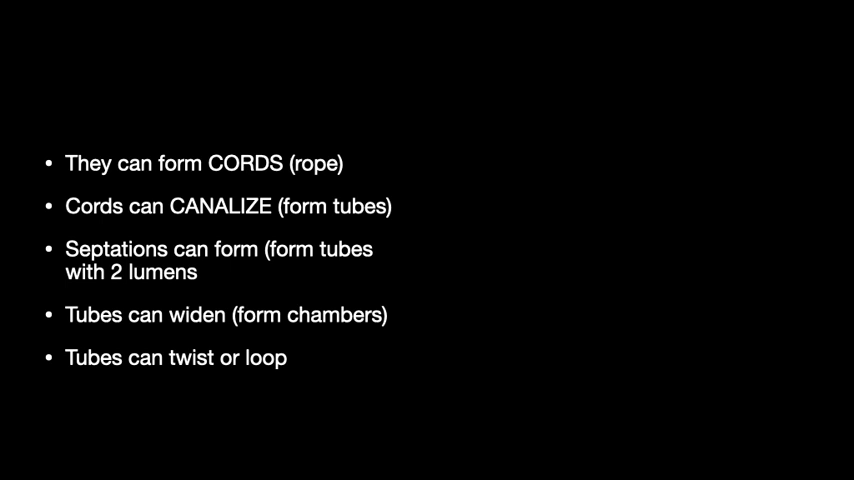 • They can form CORDS (rope)
• Cords can CANALIZE (form tubes)
• Septations can form (form tubes
with 2 lumens
• Tubes can widen (form chambers)
• Tubes can twist or loop